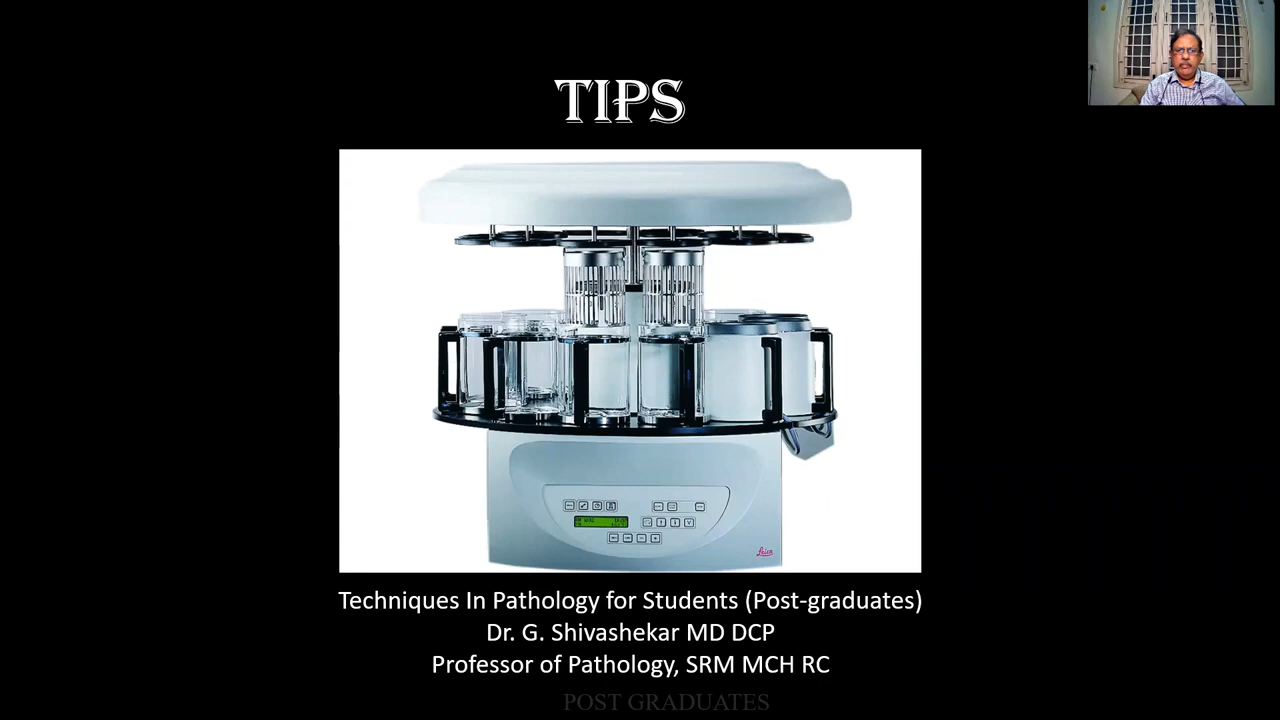 TIPS
Leica
Techniques In Pathology for Students (Post-graduates)
Dr. G. Shivashekar MD DCP
Professor of Pathology, SRM MCH RC
POST GRADUATES